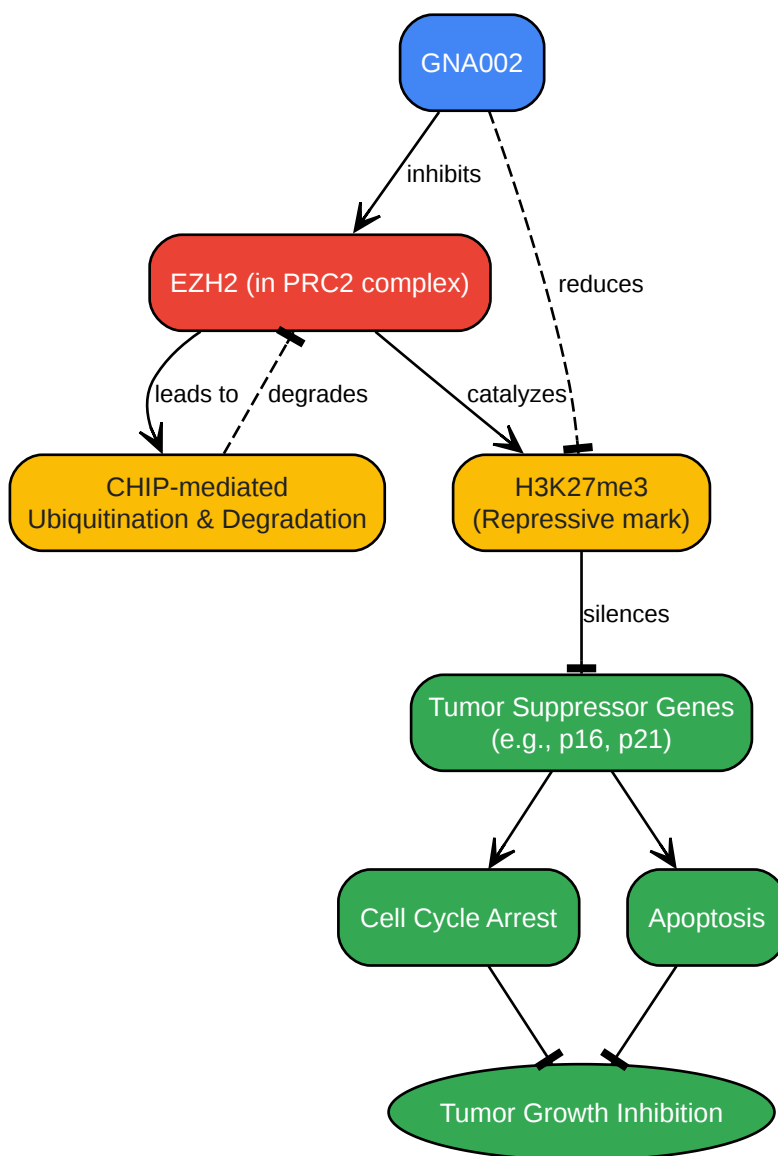 GNA002
inhibits
EZH2 (in PRC2 complex)
reduces
leads to
degrades
catalyzes
CHIP-mediated
Ubiquitination & Degradation
H3K27me3
(Repressive mark)
silences
Tumor Suppressor Genes
(e.g., p16, p21)
Cell Cycle Arrest
Apoptosis
Tumor Growth Inhibition